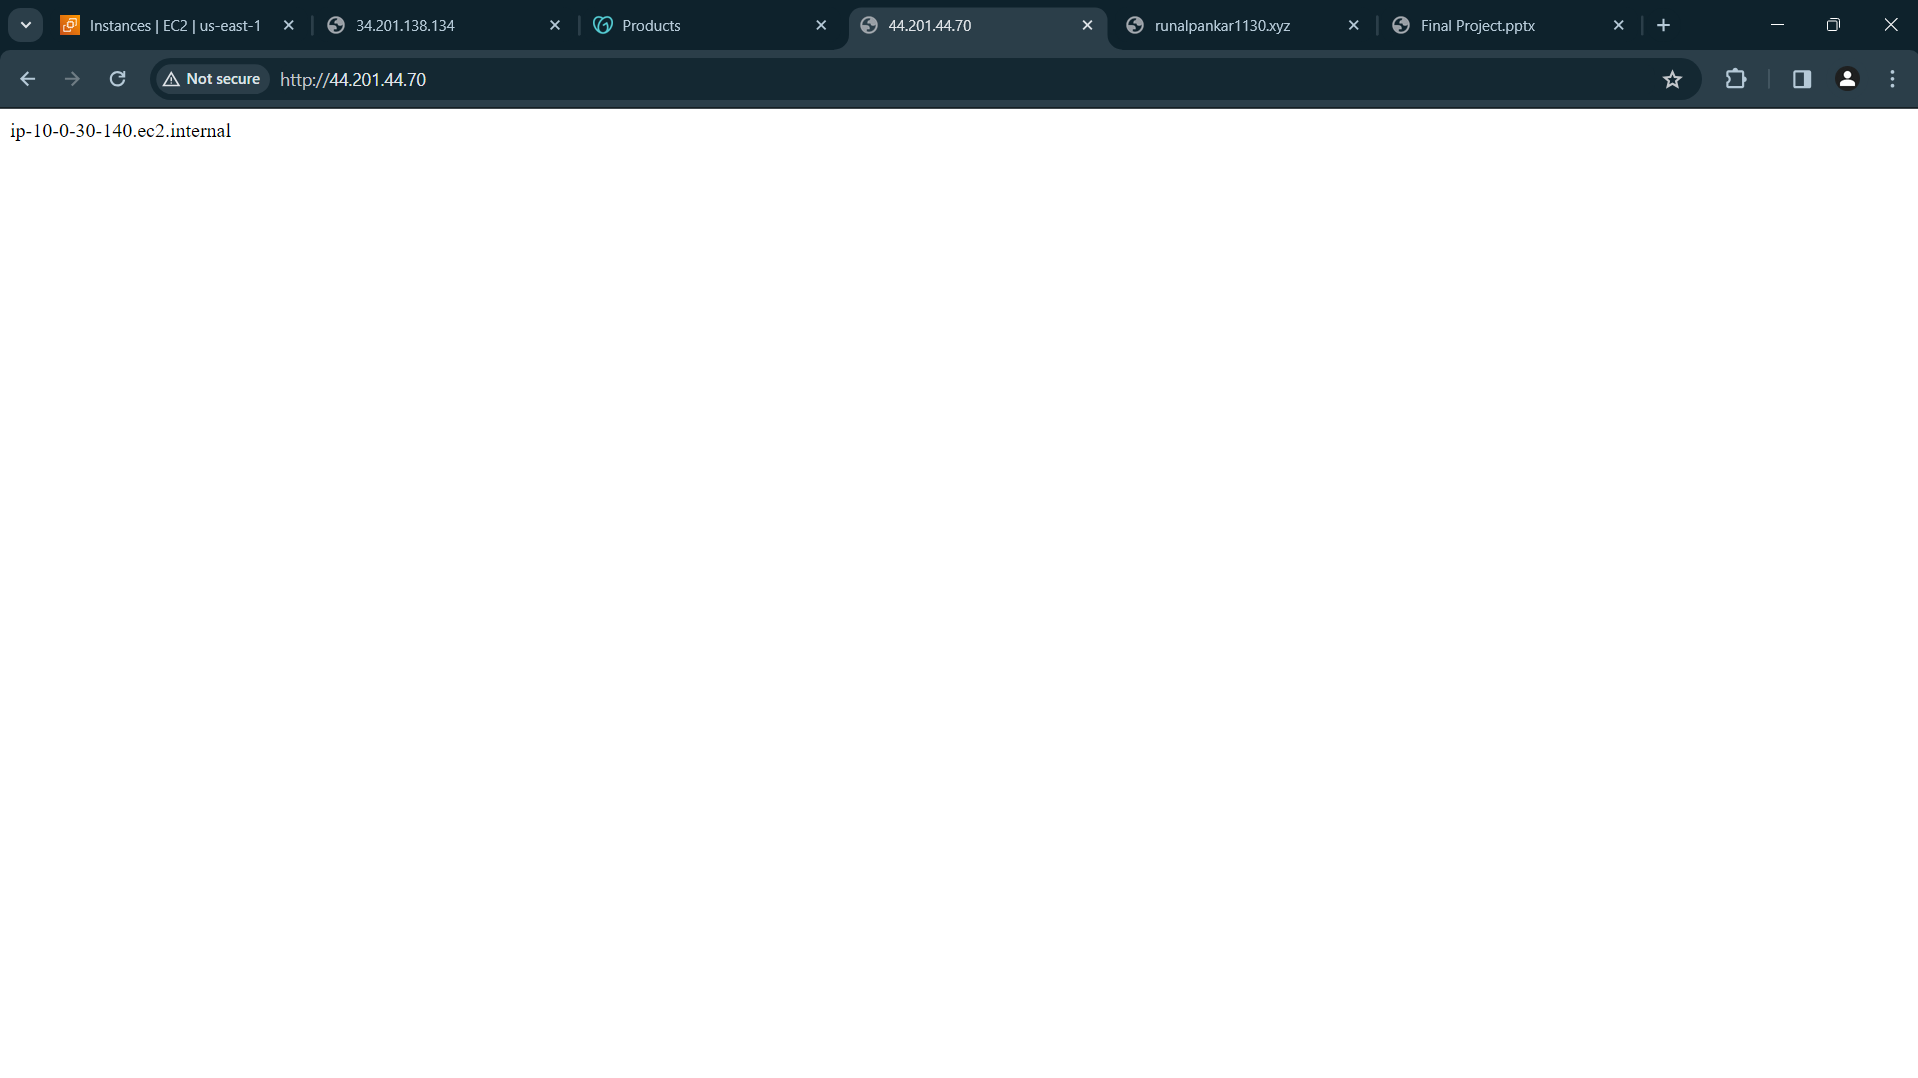 Instances | EC2 | us-east-1
34.201.138.134
Products
44.201.44.70
runalpankar1130.xyz
Final Project.pptx
Not secure
http://44.201.44.70
ip-10-0-30-140.ec2.internal